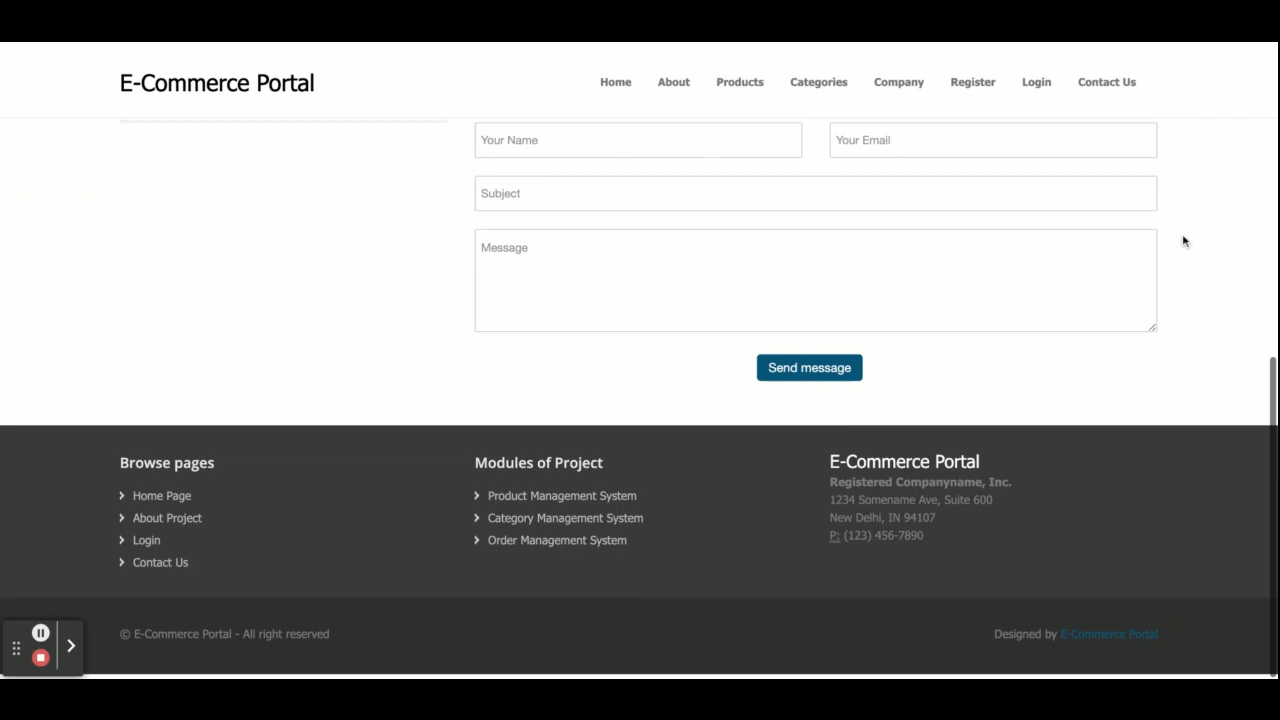 E-Commerce Portal
Home About Products Categories Company Register Login Contact Us
Your Name Your Email
Subject
Message
Send message
Browse pages
Home Page
About Project
Login
Contact Us
Modules of Project
Product Management System
Category Management System
Order Management System
E-Commerce Portal
Registered Companyname, Inc.
1234 Somename Ave, Suite 600
New Delhi, IN 94107
P: (123) 456-7890
© E-Commerce Portal - All right reserved
Designed by E-Commerce Portal